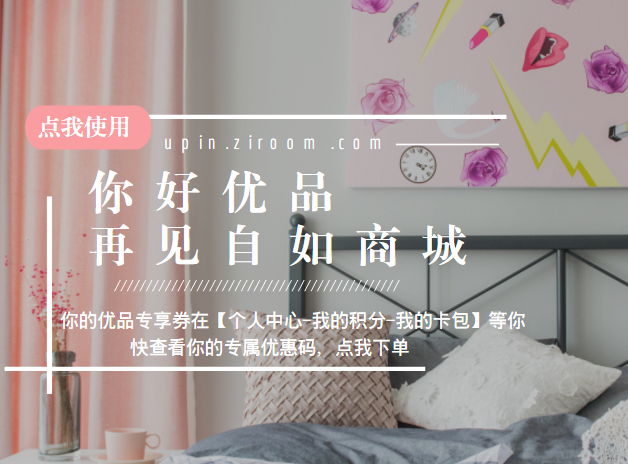 点我使用
upin.ziroom.com
你好优品
再见自如商城
你的优品专享券在【个人中心-我的积分-我的卡包】等你
快查看你的专属优惠码，点我下单